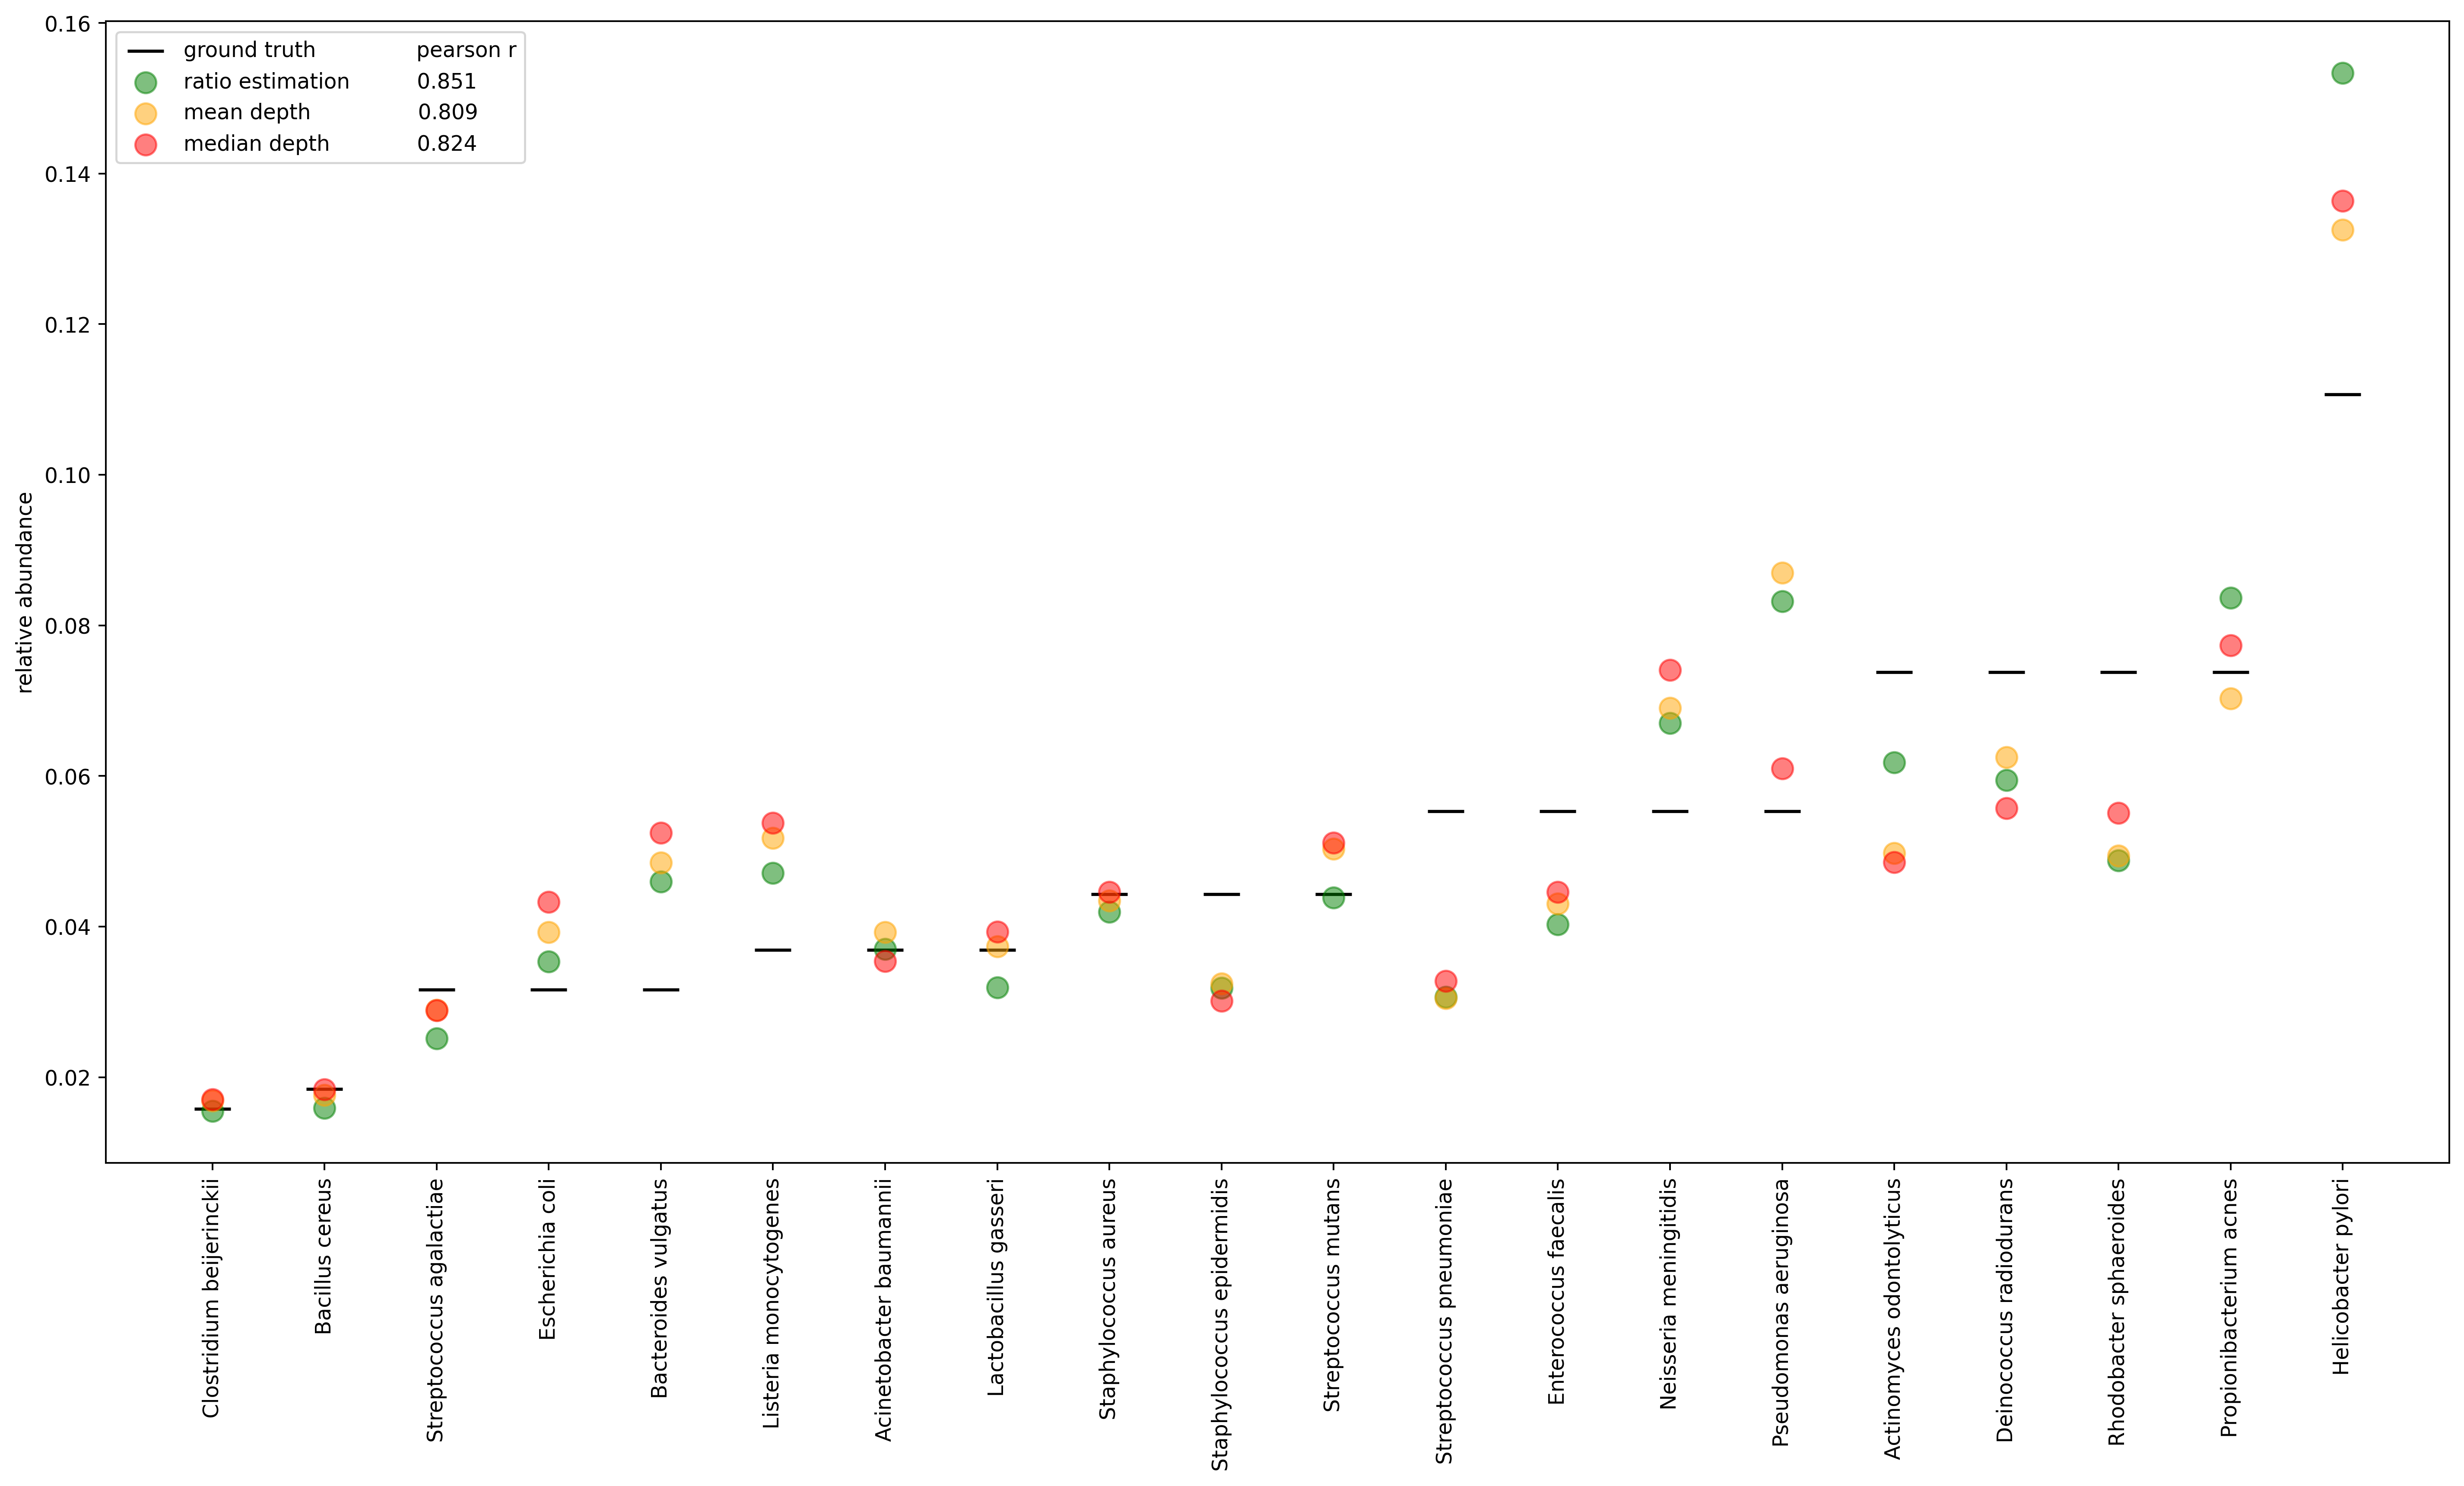 ground truth pearson r
ratio estimation 0.851
mean depth 0.809
median depth 0.824
relative abundance
0.16
0.14
0.12
0.10
0.08
0.06
0.04
0.02
Clostridium beijerinckii
Bacillus cereus
Streptococcus agalactiae
Escherichia coli
Bacteroides vulgatus
Listeria monocytogenes
Acinetobacter baumannii
Lactobacillus gasseri
Staphylococcus aureus
Staphylococcus epidermidis
Streptococcus mutans
Streptococcus pneumoniae
Enterococcus faecalis
Neisseria meningitidis
Pseudomonas aeruginosa
Actinomyces odontolyticus
Deinococcus radiodurans
Rhodobacter sphaeroides
Propionibacterium acnes
Helicobacter pylori